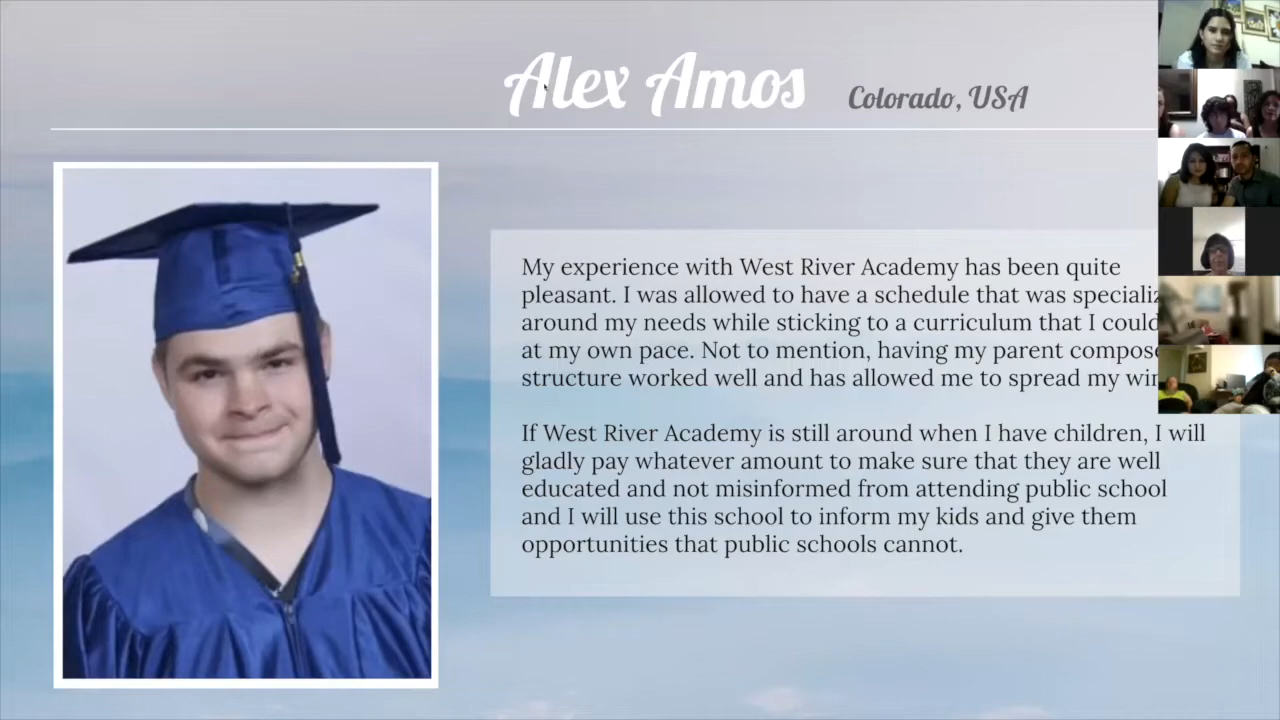 Alex Amos
Colorado, USA
My experience with West River Academy has been quite
pleasant. I was allowed to have a schedule that was
around my needs while sticking to a curriculum that I could
at my own pace. Not to mention, having my parent
structure worked well and has allowed me to spread my
If West River Academy is still around when I have children, I will
gladly pay whatever amount to make sure that they are well
educated and not misinformed from attending public school
and I will use this school to inform my kids and give them
opportunities that public schools cannot.